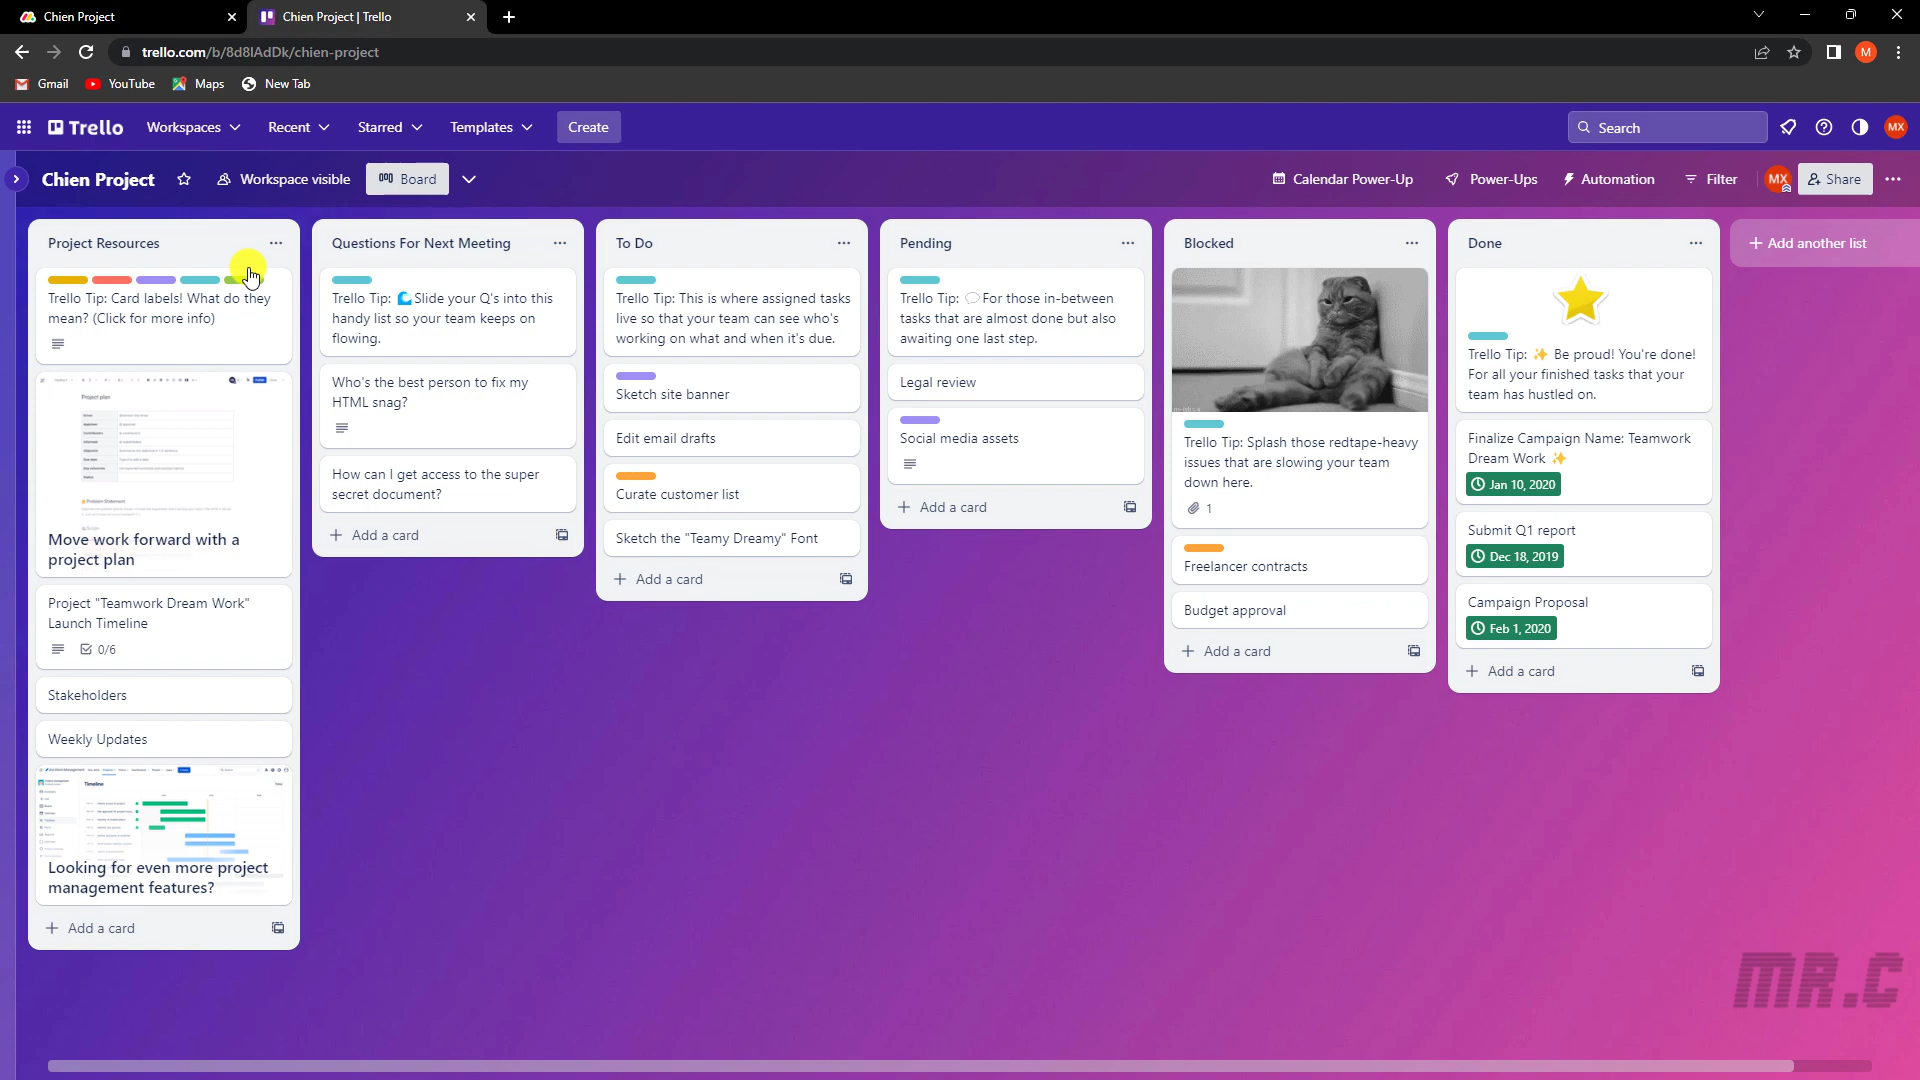 Chien Project
Chien Project | Trello
trello.com/b/8d8lAdDk/chien-project
M
Gmail
YouTube
Maps
New Tab
Trello
Workspaces
Recent
Starred
Templates
Create
Search
MX
Chien Project
Workspace visible
Board
Calendar Power-Up
Power-Ups
Automation
Filter
MX
Share
Project Resources
Trello Tip: Card labels! What do they
mean? (Click for more info)
Project plan
Move work forward with a
project plan
Project "Teamwork Dream Work"
Launch Timeline
0/6
Stakeholders
Weekly Updates
Timeline
Looking for even more project
management features?
+ Add a card
Questions For Next Meeting
Trello Tip: 🌊Slide your Q's into this
handy list so your team keeps on
flowing.
Who's the best person to fix my
HTML snag?
How can I get access to the super
secret document?
+ Add a card
To Do
Trello Tip: This is where assigned tasks
live so that your team can see who's
working on what and when it's due.
Sketch site banner
Edit email drafts
Curate customer list
Sketch the "Teamy Dreamy" Font
+ Add a card
Pending
Trello Tip: 💬For those in-between
tasks that are almost done but also
awaiting one last step.
Legal review
Social media assets
+ Add a card
Blocked
Trello Tip: Splash those redtape-heavy
issues that are slowing your team
down here.
1
Freelancer contracts
Budget approval
+ Add a card
Done
Trello Tip: ✨ Be proud! You're done!
For all your finished tasks that your
team has hustled on.
Finalize Campaign Name: Teamwork
Dream Work ✨
Jan 10, 2020
Submit Q1 report
Dec 18, 2019
Campaign Proposal
Feb 1, 2020
+ Add a card
+ Add another list
MR.C